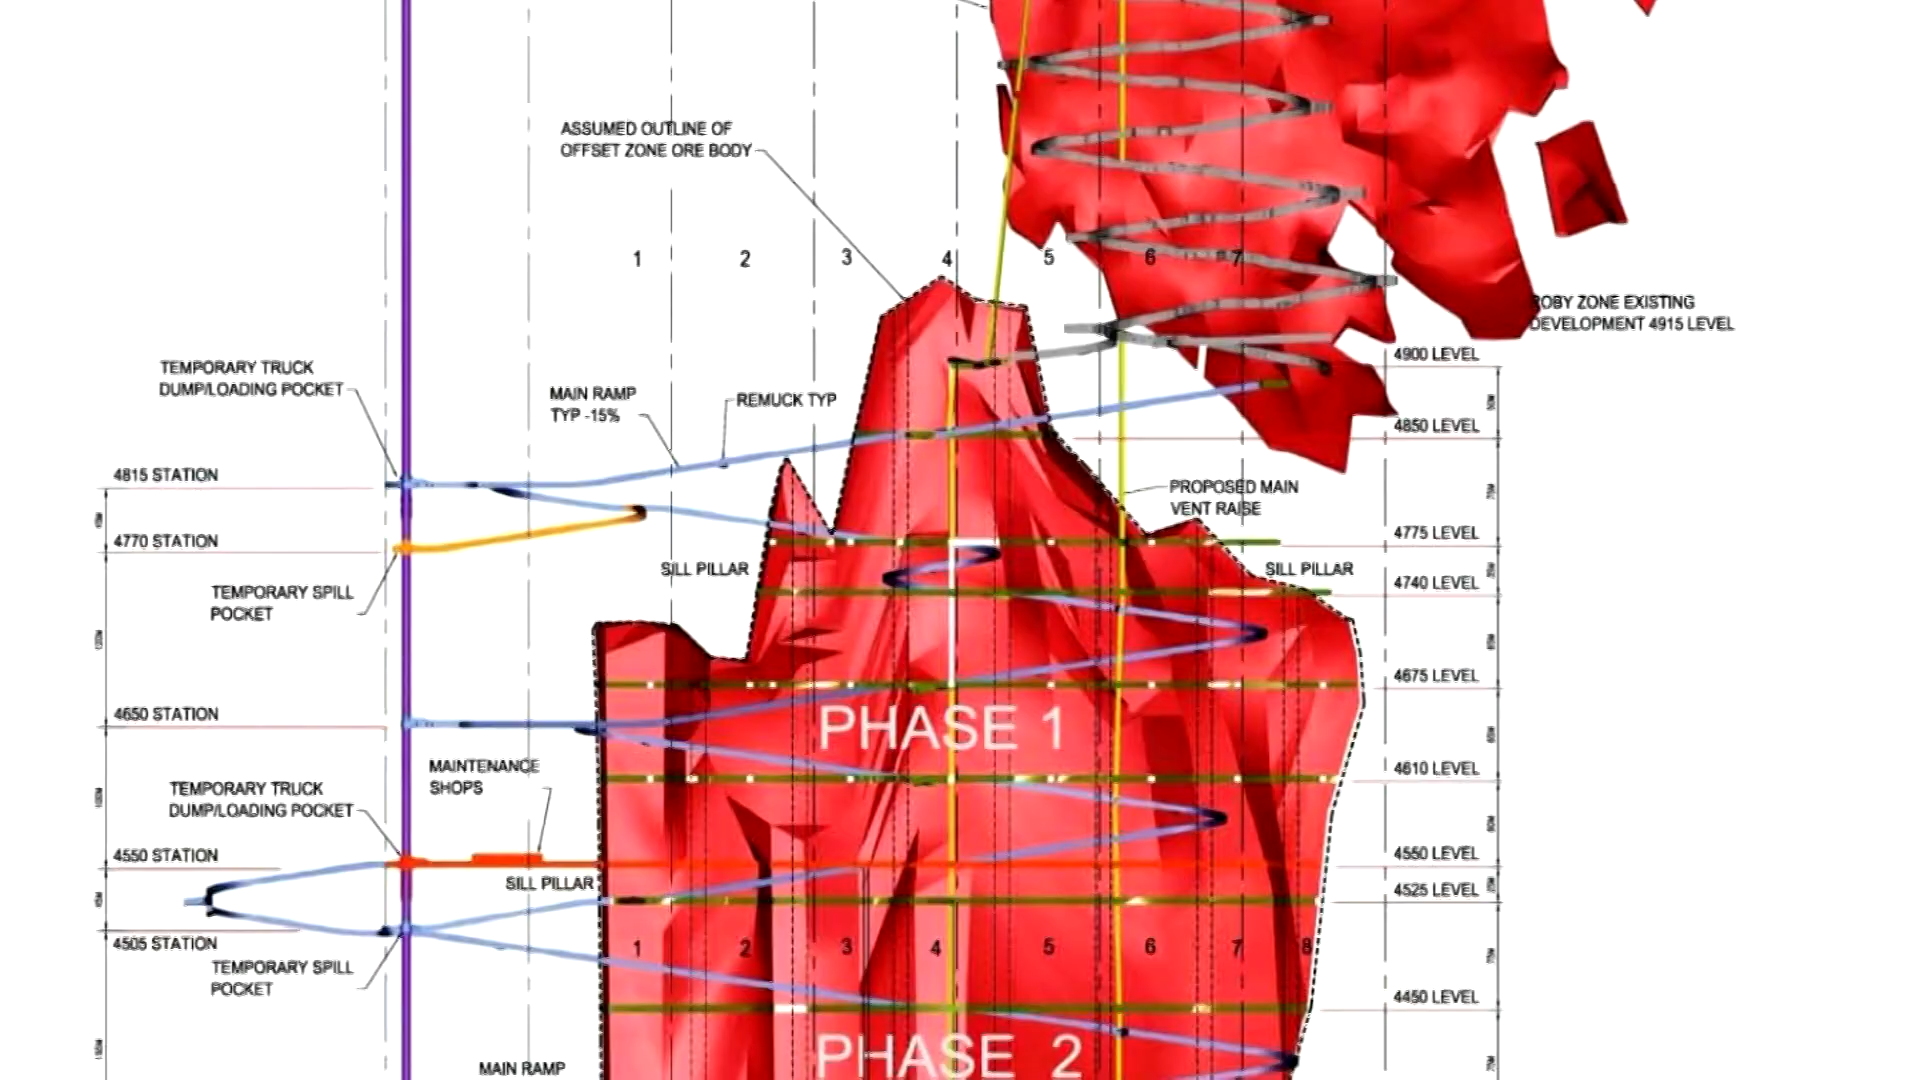 ASSUMED OUTLINE OF
OFFSET ZONE ORE BODY
1 2 3 4 5 6 7
ROBY ZONE EXISTING
DEVELOPMENT 4915 LEVEL
4900 LEVEL
TEMPORARY TRUCK
DUMP/LOADING POCKET
MAIN RAMP
TYP -15%
REMUCK TYP
4850 LEVEL
4815 STATION
PROPOSED MAIN
VENT RAISE
4775 LEVEL
4770 STATION
SILL PILLAR
SILL PILLAR
4740 LEVEL
TEMPORARY SPILL
POCKET
4675 LEVEL
4650 STATION
PHASE 1
4610 LEVEL
MAINTENANCE
SHOPS
TEMPORARY TRUCK
DUMP/LOADING POCKET
4550 STATION
4550 LEVEL
SILL PILLAR
4525 LEVEL
4505 STATION
1 2 3 4 5 6 7 8
TEMPORARY SPILL
POCKET
4450 LEVEL
PHASE 2
MAIN RAMP